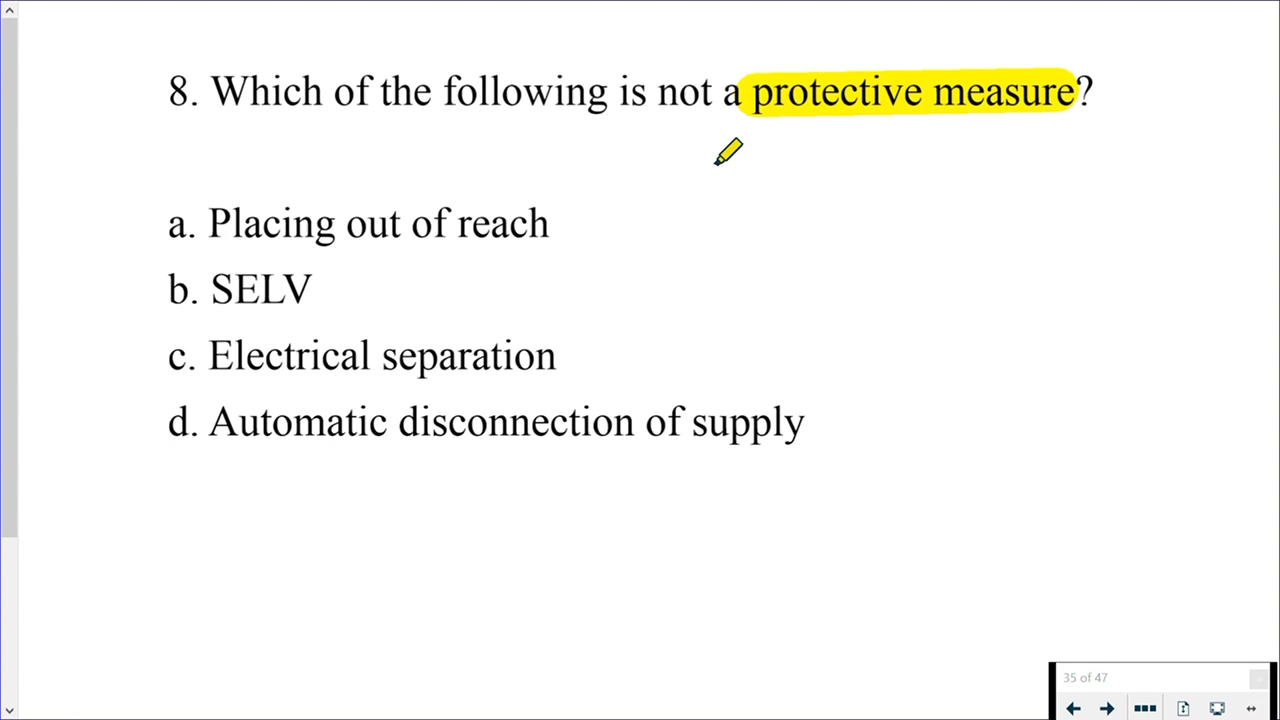 8. Which of the following is not a protective measure?
a. Placing out of reach
b. SELV
c. Electrical separation
d. Automatic disconnection of supply
35 of 47